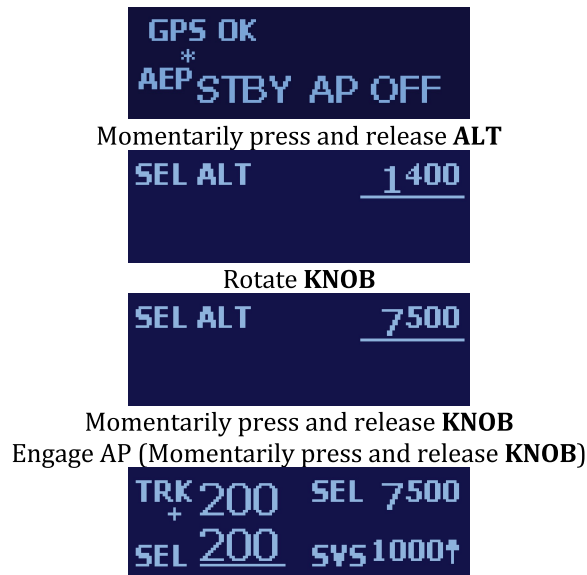 GPS OK
*
AEP STBY AP OFF
Momentarily press and release ALT
SEL ALT 1400
Rotate KNOB
SEL ALT 7500
Momentarily press and release KNOB
Engage AP (Momentarily press and release KNOB)
TRK 200 SEL 7500
+
SEL 200 SVS 1000↑